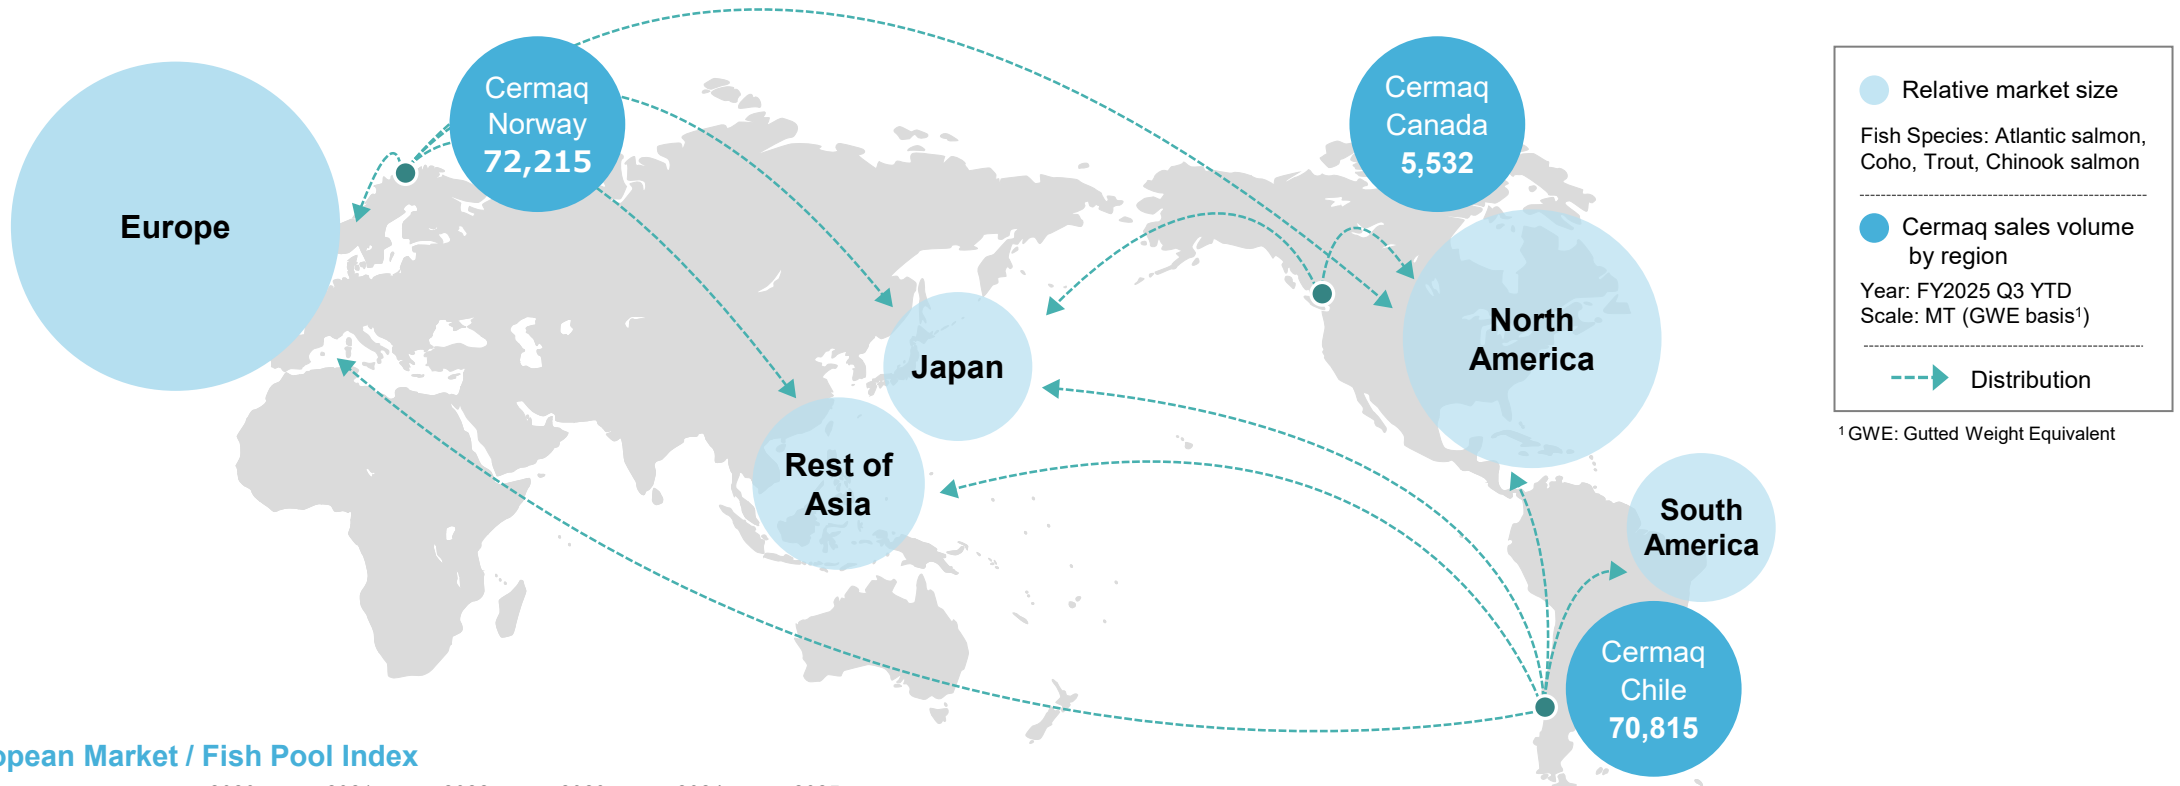 Cermaq
Norway
72,215
Cermaq
Canada
5,532
Europe
Japan
North
America
Rest of
Asia
South
America
Cermaq
Chile
70,815
Relative market size
Fish Species: Atlantic salmon,
Coho, Trout, Chinook salmon
Cermaq sales volume
by region
Year: FY2025 Q3 YTD
Scale: MT (GWE basis¹)
Distribution
¹ GWE: Gutted Weight Equivalent
Market / Fish Pool Index